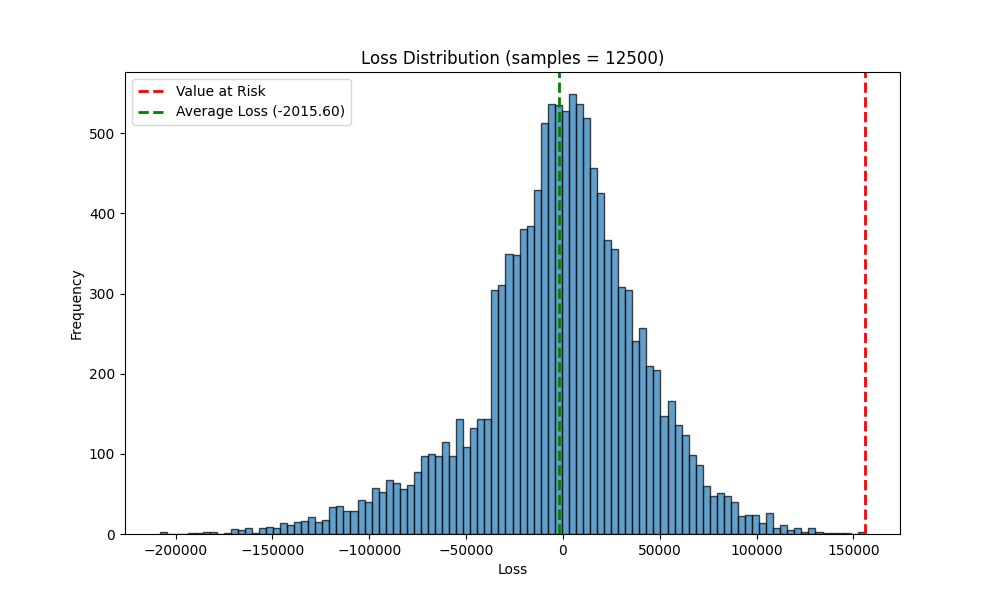 Loss Distribution (samples = 12500)
Value at Risk
Average Loss (-2015.60)
Frequency
500
400
300
200
100
0
−200000
−150000
−100000
−50000
0
50000
100000
150000
Loss